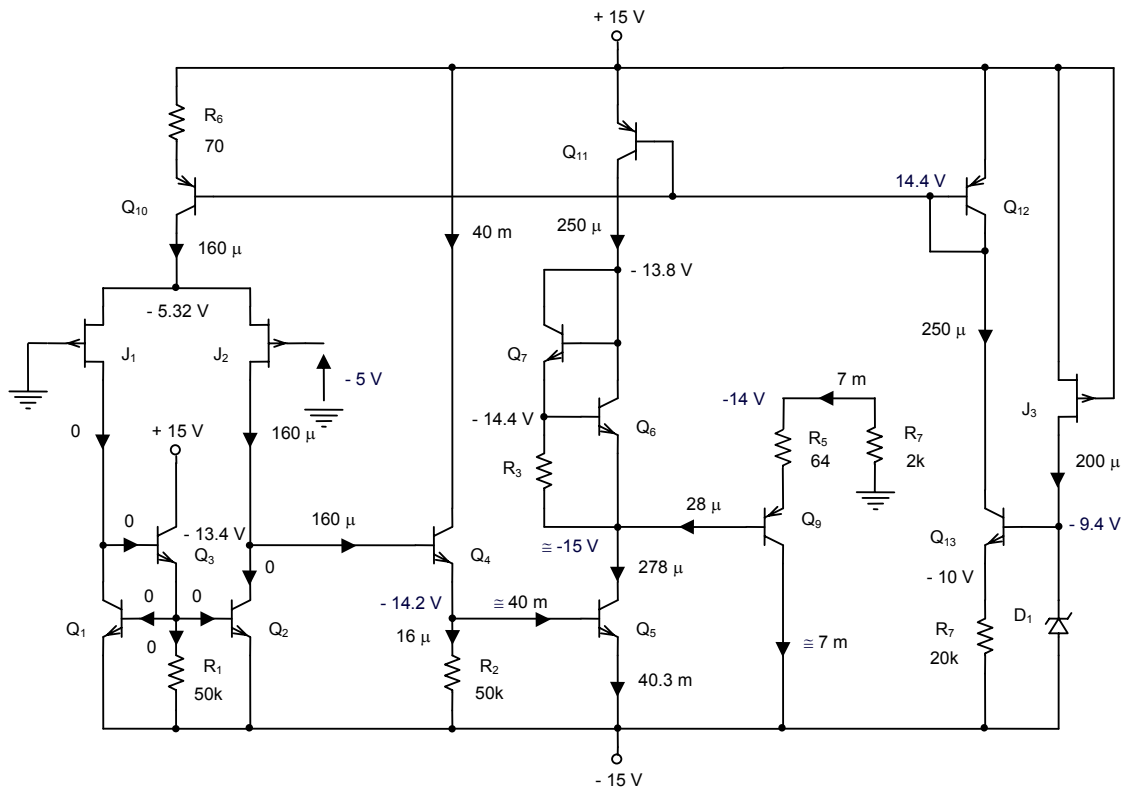 + 15 V
R6
70
Q11
14.4 V
Q12
Q10
40 m
250 μ
160 μ
- 13.8 V
- 5.32 V
250 μ
J1
J2
Q7
7 m
- 5 V
-14 V
J3
- 14.4 V
Q6
R5
64
R7
2k
0
+ 15 V
160 μ
R3
200 μ
0
160 μ
28 μ
Q9
- 13.4 V
Q3
Q4
≅ -15 V
Q13
- 9.4 V
0
278 μ
- 10 V
0
0
- 14.2 V
≅ 40 m
Q1
Q2
Q5
D1
0
16 μ
≅ 7 m
R7
20k
R1
50k
R2
50k
40.3 m
- 15 V